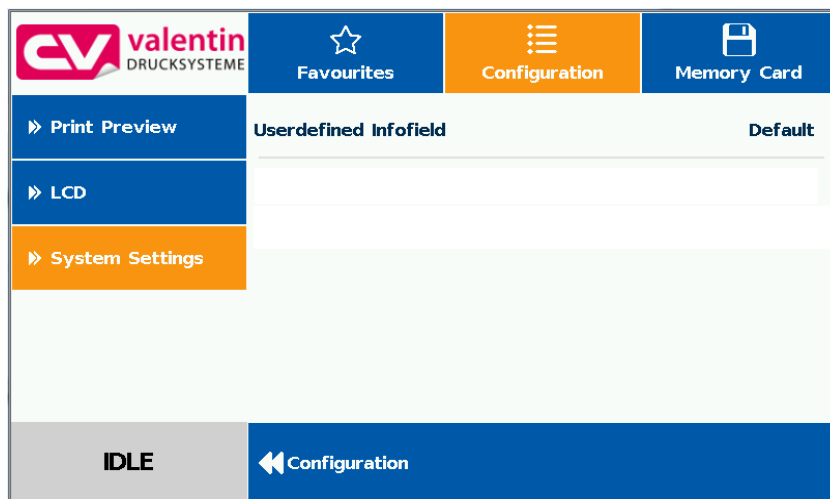 valentin
DRUCKSYSTEME
Favourites
Configuration
Memory Card
Print Preview
Userdefined Infofield Default
LCD
System Settings
IDLE
Configuration